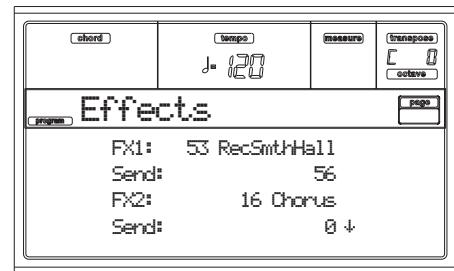 chord tempo measure transpose
♩= 120 C 0
octave
program Effects page
FX1: 53 RecSmthHall
Send: 56
FX2: 16 Chorus
Send: 0 ↓